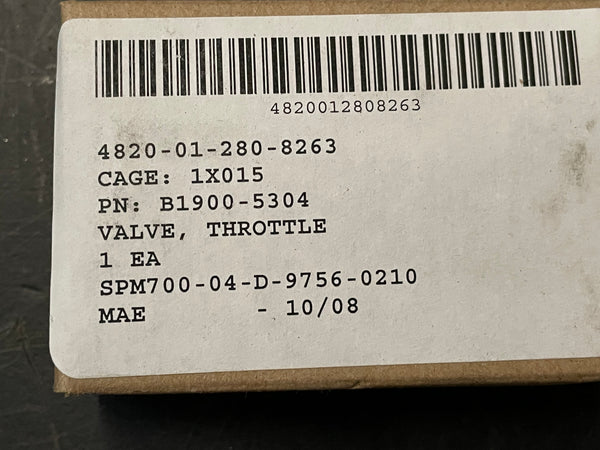 4820012808263
4820-01-280-8263
CAGE: 1X015
PN: B1900-5304
VALVE, THROTTLE
1 EA
SPM700-04-D-9756-0210
MAE - 10/08